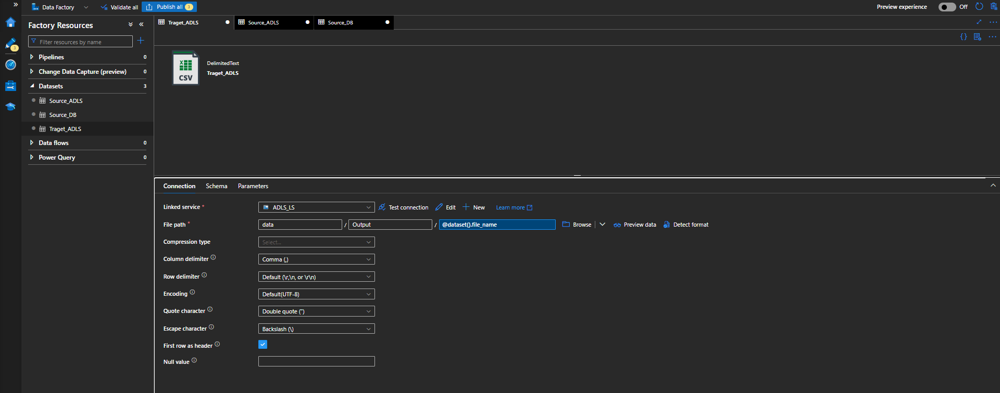 Data Factory
Validate all
Publish all 3
Preview experience
Off
3
Factory Resources
Filter resources by name
Pipelines 0
Change Data Capture (preview) 0
Datasets 3
Source_ADLS
Source_DB
Traget_ADLS
Data flows 0
Power Query 0
Traget_ADLS
Source_ADLS
Source_DB
{}
X
CSV
DelimitedText
Traget_ADLS
Connection Schema Parameters
Linked service * ADLS_LS Test connection Edit New Learn more
File path * data / Output / @dataset().file_name Browse Preview data Detect format
Compression type Select...
Column delimiter Comma (,)
Row delimiter Default (\r,\n, or \r\n)
Encoding Default(UTF-8)
Quote character Double quote (")
Escape character Backslash (\)
First row as header
Null value